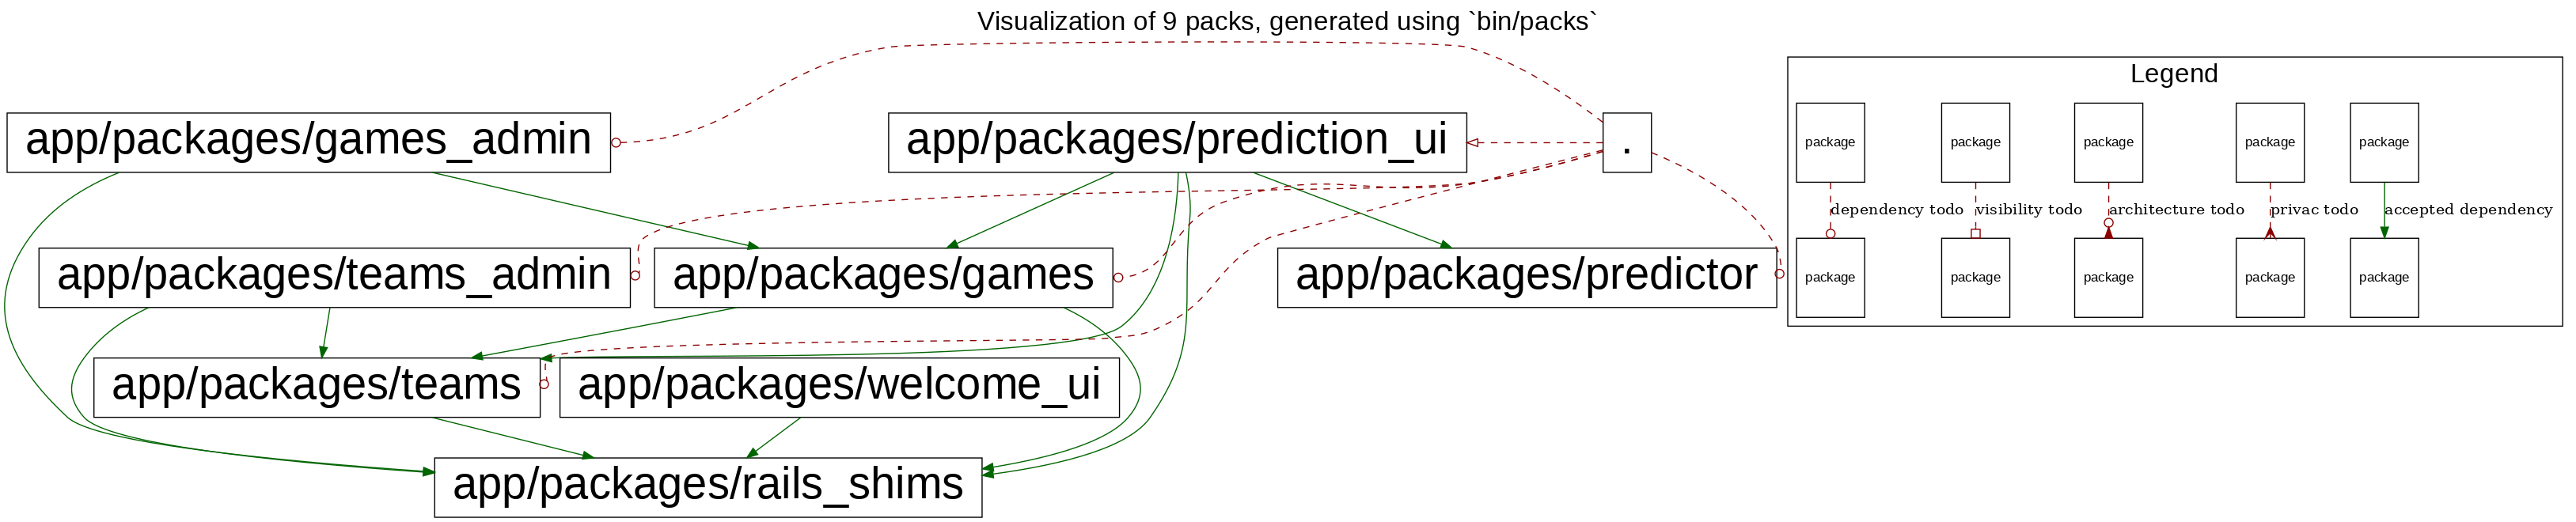 Visualization of 9 packs, generated using `bin/packs`
Legend
app/packages/games_admin
app/packages/prediction_ui
.
package
package
package
package
package
dependency todo
visibility todo
architecture todo
privac todo
accepted dependency
app/packages/teams_admin
app/packages/games
app/packages/predictor
package
package
package
package
package
app/packages/teams
app/packages/welcome_ui
app/packages/rails_shims